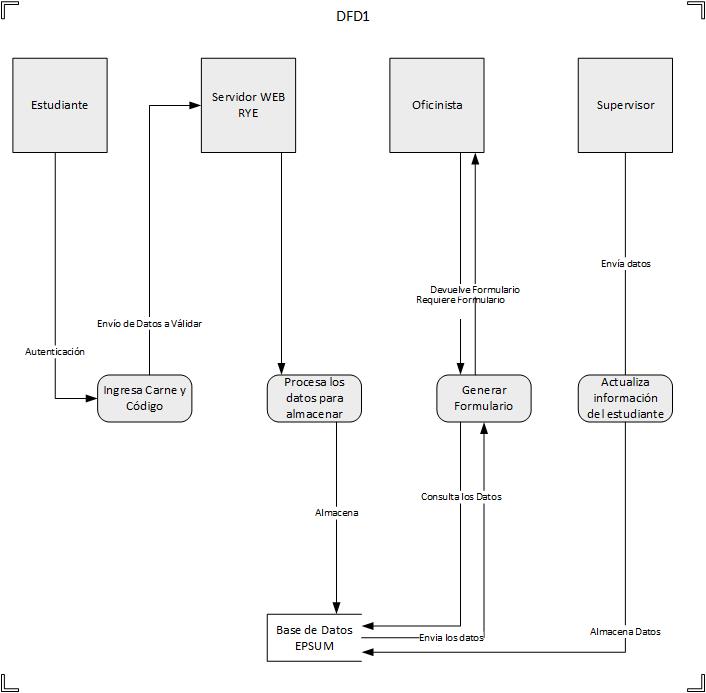 DFD1
Estudiante
Servidor WEB
RYE
Oficinista
Supervisor
Envía datos
Devuelve Formulario
Requiere Formulario
Envío de Datos a Válidar
Autenticación
Ingresa Carne y
Código
Procesa los
datos para
almacenar
Generar
Formulario
Actualiza
información
del estudiante
Consulta los Datos
Almacena
Base de Datos
EPSUM
Envia los datos
Almacena Datos